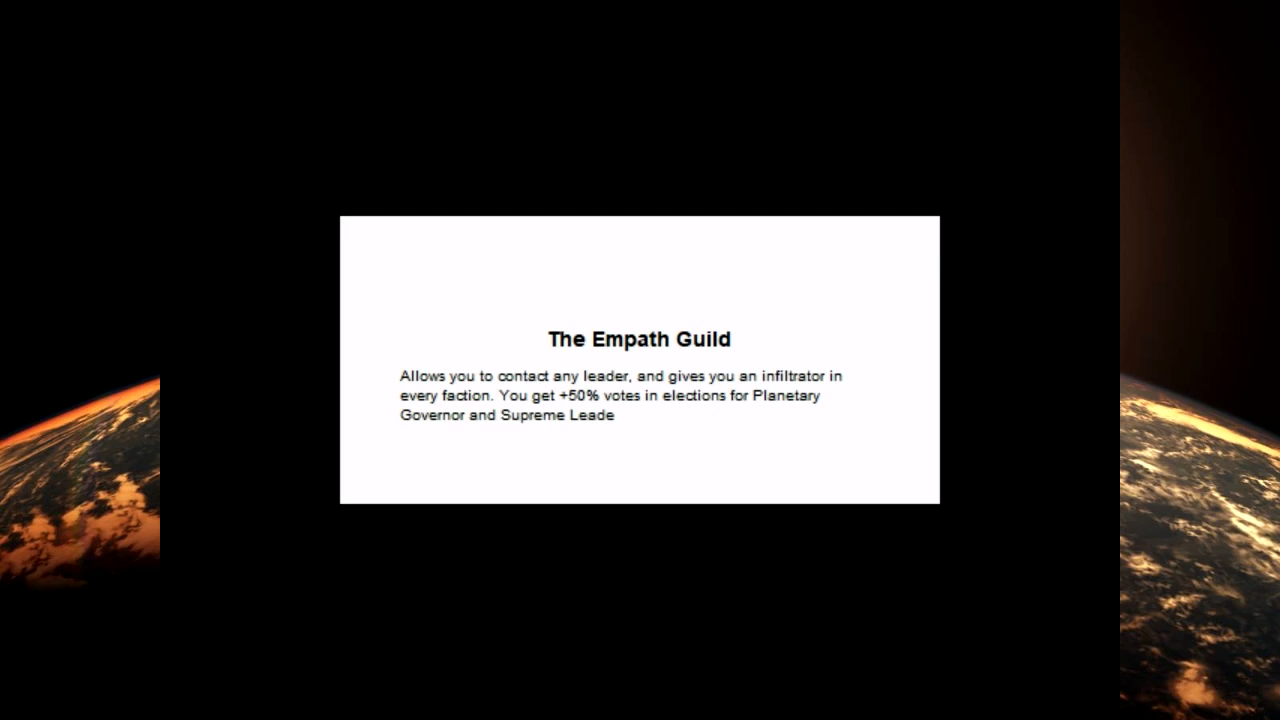 The Empath Guild
Allows you to contact any leader, and gives you an infiltrator in
every faction. You get +50% votes in elections for Planetary
Governor and Supreme Leade